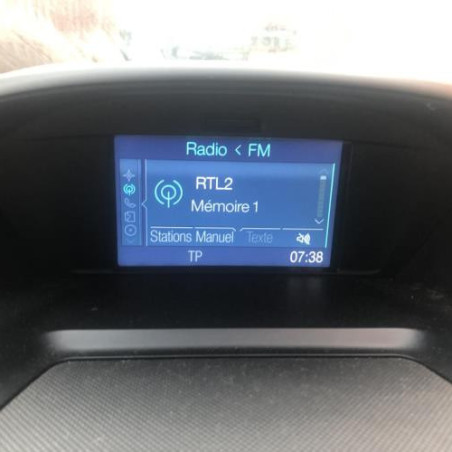 Radio < FM
RTL2
Mémoire 1
Stations Manuel Texte
TP 07:38